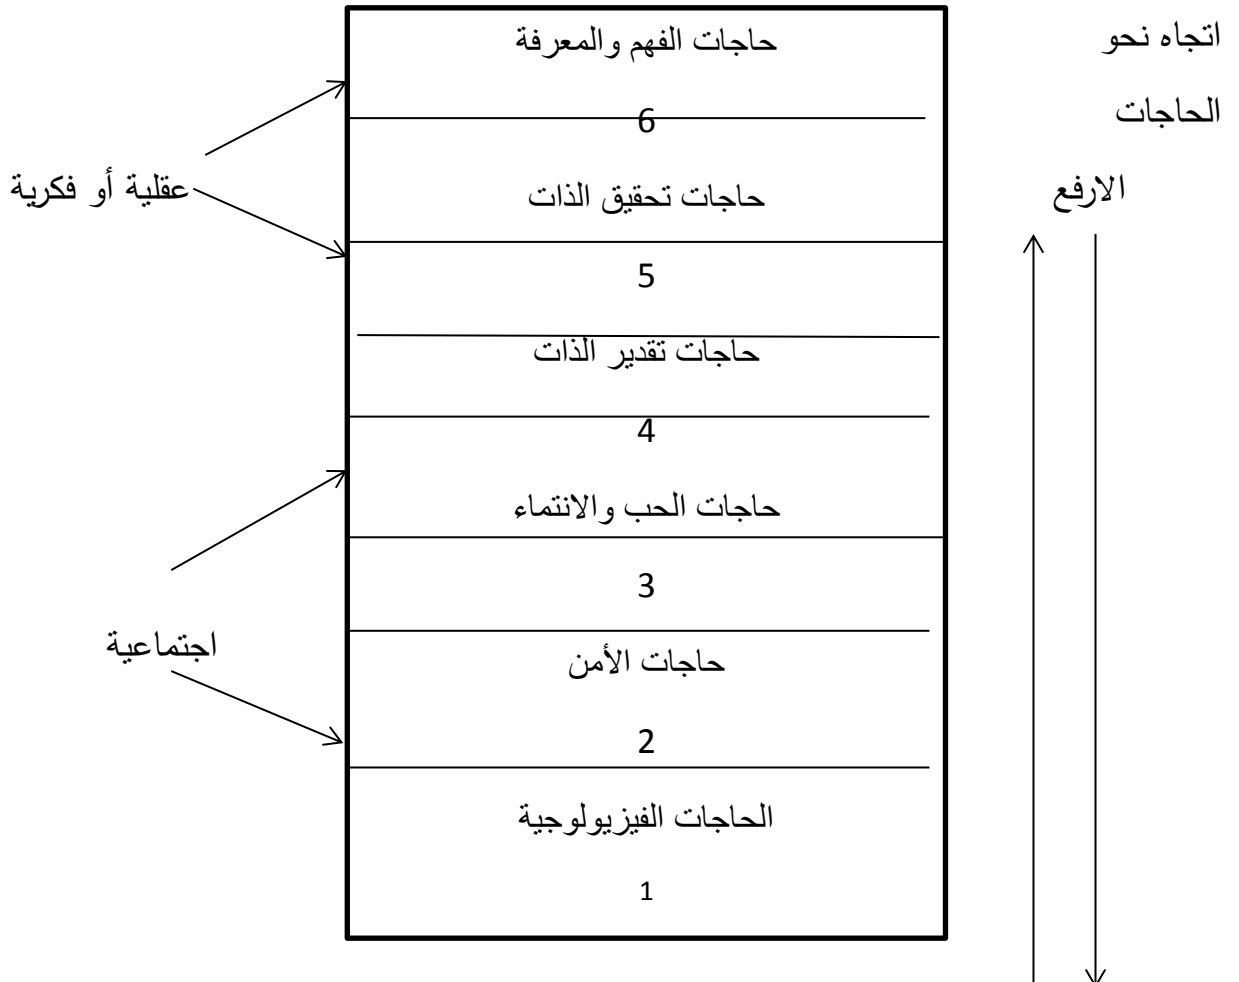 اتجاه نحو
الحاجات
الارفع
حاجات الفهم والمعرفة
6
عقلية أو فكرية
حاجات تحقيق الذات
5
حاجات تقدير الذات
4
حاجات الحب والانتماء
3
اجتماعية
حاجات الأمن
2
الحاجات الفيزيولوجية
1